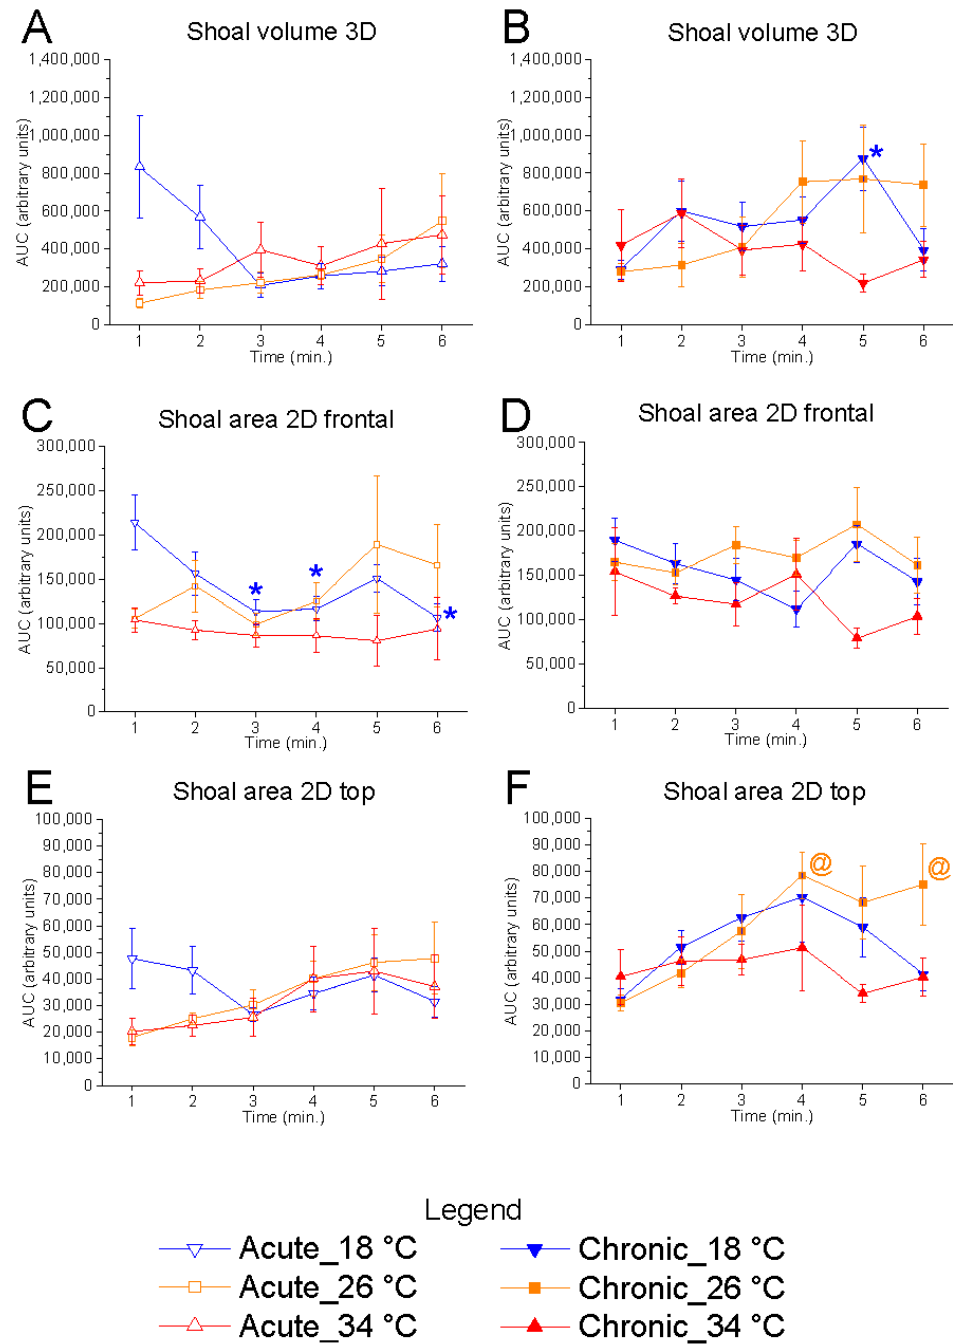 A
Shoal volume 3D
1,400,000
1,200,000
1,000,000
800,000
600,000
400,000
200,000
0
AUC (arbitrary units)
1 2 3 4 5 6
Time (min.)
B
Shoal volume 3D
1,400,000
1,200,000
1,000,000
800,000
600,000
400,000
200,000
0
AUC (arbitrary units)
*
1 2 3 4 5 6
Time (min.)
C
Shoal area 2D frontal
300,000
250,000
200,000
150,000
100,000
50,000
0
AUC (arbitrary units)
* * *
1 2 3 4 5 6
Time (min.)
D
Shoal area 2D frontal
300,000
250,000
200,000
150,000
100,000
50,000
0
AUC (arbitrary units)
1 2 3 4 5 6
Time (min.)
E
Shoal area 2D top
100,000
90,000
80,000
70,000
60,000
50,000
40,000
30,000
20,000
10,000
0
AUC (arbitrary units)
1 2 3 4 5 6
Time (min.)
F
Shoal area 2D top
100,000
90,000
80,000
70,000
60,000
50,000
40,000
30,000
20,000
10,000
0
AUC (arbitrary units)
@ @
1 2 3 4 5 6
Time (min.)
Legend
Acute_18 °C
Chronic_18 °C
Acute_26 °C
Chronic_26 °C
Acute_34 °C
Chronic_34 °C